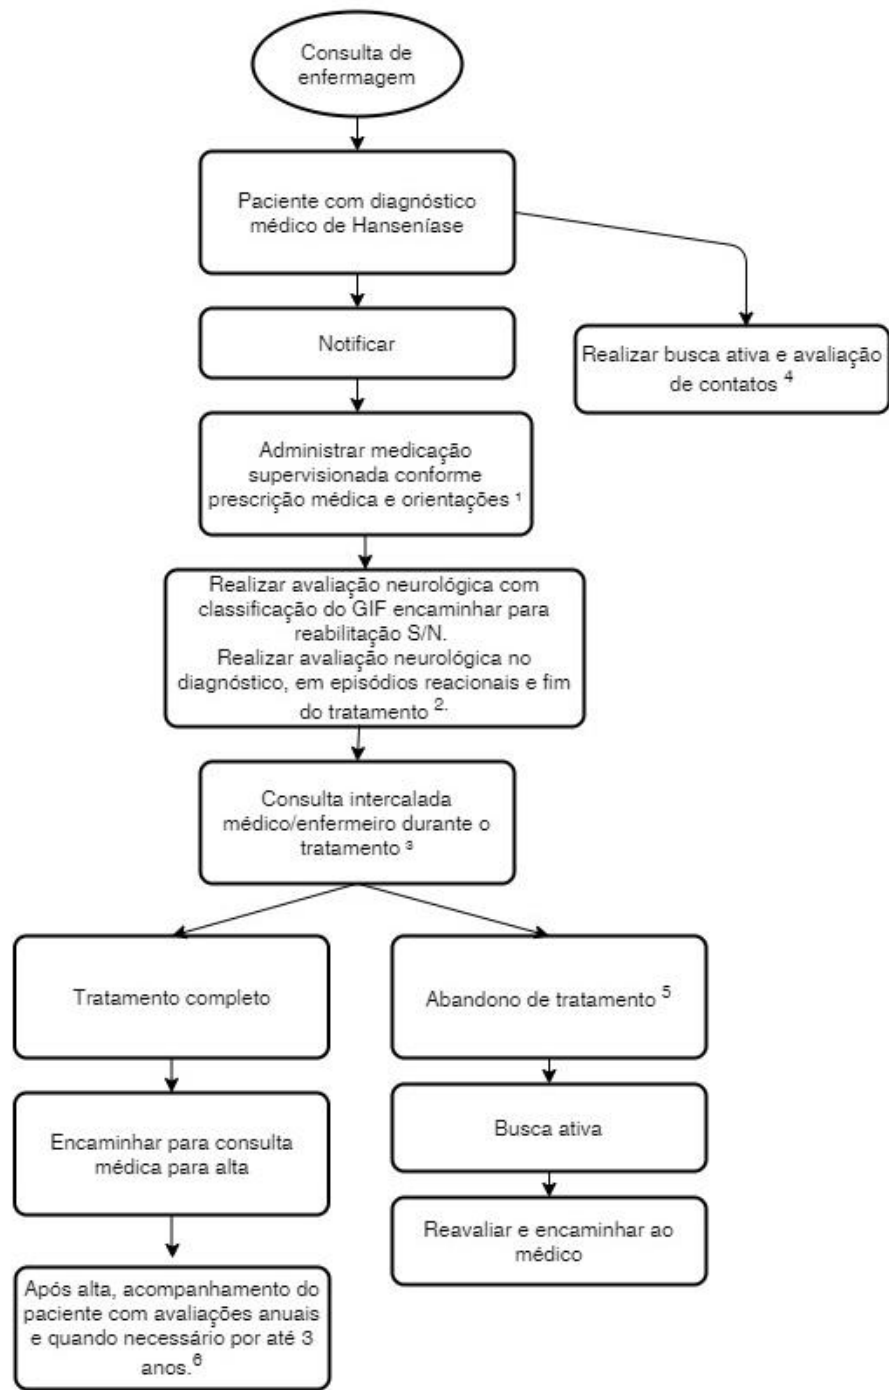 Consulta de
enfermagem
Paciente com diagnóstico
médico de Hanseníase
Notificar
Realizar busca ativa e avaliação
de contatos ⁴
Administrar medicação
supervisionada conforme
prescrição médica e orientações ¹
Realizar avaliação neurológica com
classificação do GIF encaminhar para
reabilitação S/N.
Realizar avaliação neurológica no
diagnóstico, em episódios reacionais e fim
do tratamento ².
Consulta intercalada
médico/enfermeiro durante o
tratamento ³
Tratamento completo
Abandono de tratamento ⁵
Encaminhar para consulta
médica para alta
Busca ativa
Reavaliar e encaminhar ao
médico
Após alta, acompanhamento do
paciente com avaliações anuais
e quando necessário por até 3
anos.⁶